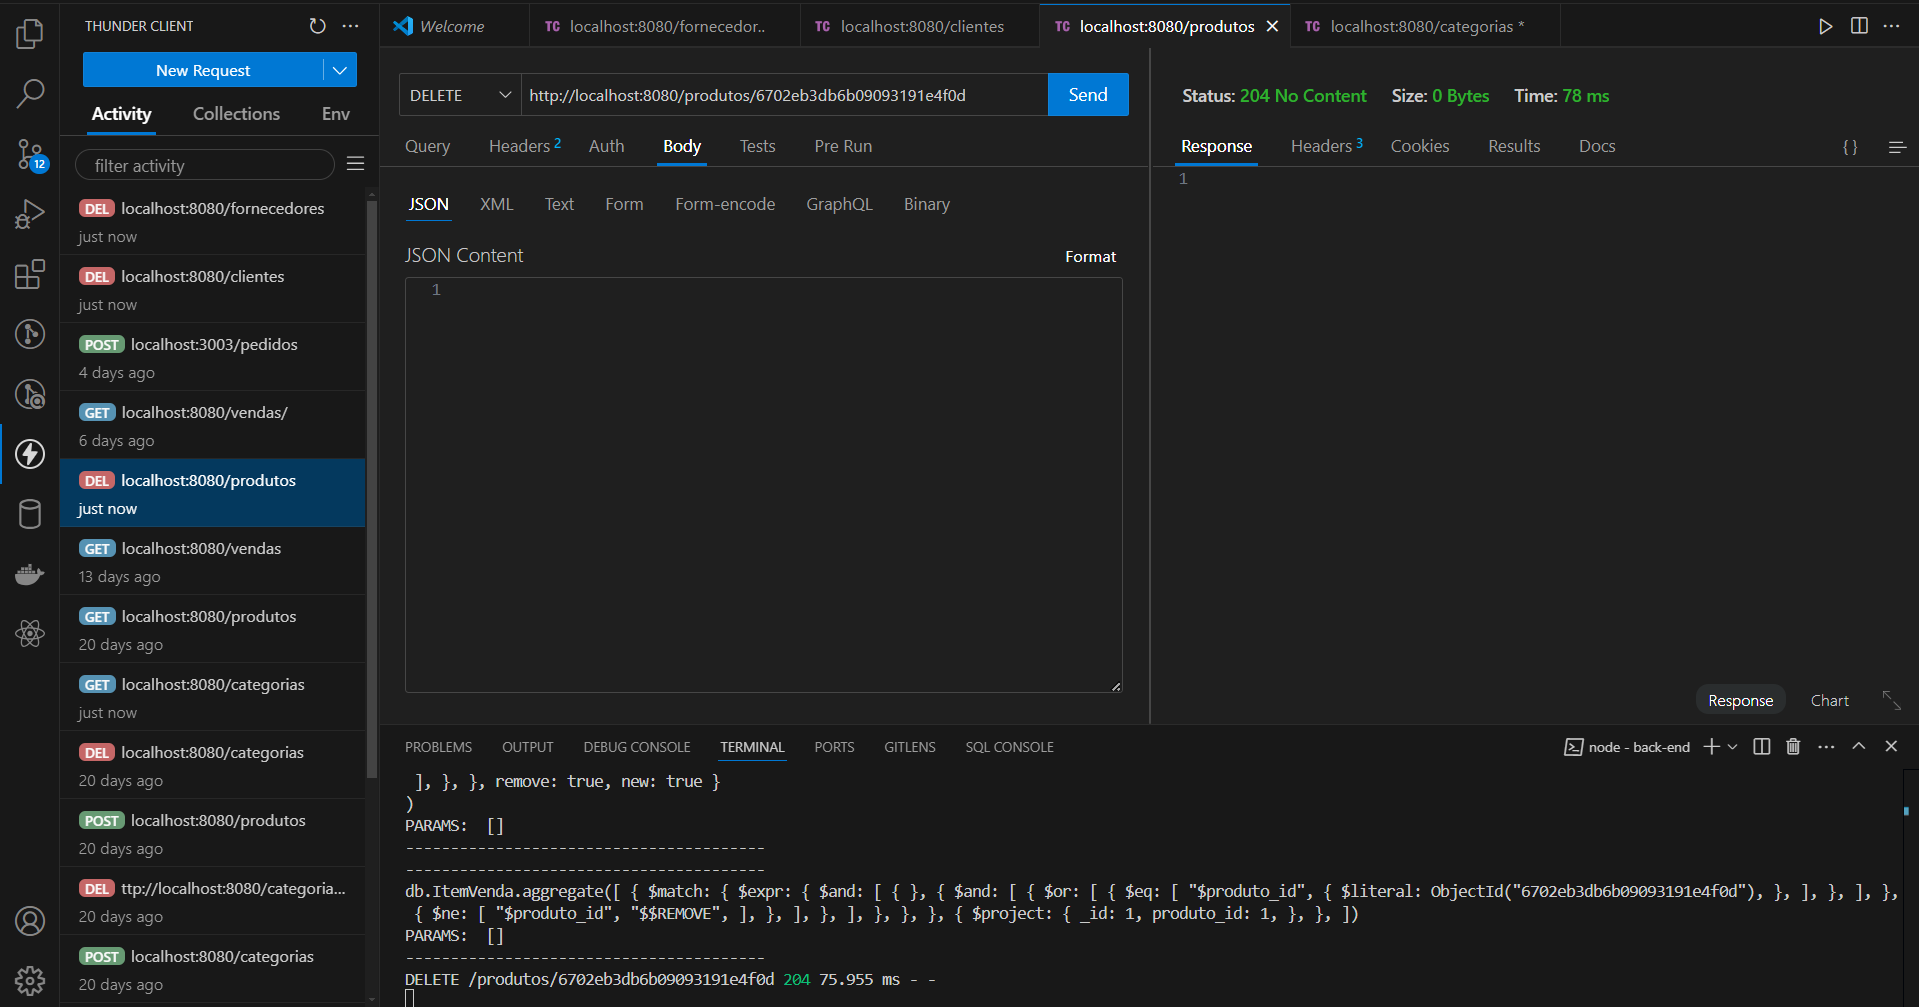 THUNDER CLIENT
New Request
Activity
Collections
Env
filter activity
12
DEL localhost:8080/fornecedores
just now
DEL localhost:8080/clientes
just now
POST localhost:3003/pedidos
4 days ago
GET localhost:8080/vendas/
6 days ago
DEL localhost:8080/produtos
just now
GET localhost:8080/vendas
13 days ago
GET localhost:8080/produtos
20 days ago
GET localhost:8080/categorias
just now
DEL localhost:8080/categorias
20 days ago
POST localhost:8080/produtos
20 days ago
DEL ttp://localhost:8080/categoria...
20 days ago
POST localhost:8080/categorias
20 days ago
Welcome
TC localhost:8080/fornecedor..
TC localhost:8080/clientes
TC localhost:8080/produtos
TC localhost:8080/categorias *
DELETE
http://localhost:8080/produtos/6702eb3db6b09093191e4f0d
Send
Query
Headers 2
Auth
Body
Tests
Pre Run
JSON
XML
Text
Form
Form-encode
GraphQL
Binary
JSON Content
Format
1
Status: 204 No Content
Size: 0 Bytes
Time: 78 ms
Response
Headers 3
Cookies
Results
Docs
{ }
1
Response
Chart
PROBLEMS
OUTPUT
DEBUG CONSOLE
TERMINAL
PORTS
GITLENS
SQL CONSOLE
node - back-end
], }, }, remove: true, new: true }
)
PARAMS: []
----------------------------------------
----------------------------------------
db.ItemVenda.aggregate([ { $match: { $expr: { $and: [ { }, { $and: [ { $or: [ { $eq: [ "$produto_id", { $literal: ObjectId("6702eb3db6b09093191e4f0d"), }, ], }, ], },
{ $ne: [ "$produto_id", "$$REMOVE", ], }, ], }, ], }, }, }, { $project: { _id: 1, produto_id: 1, }, }, ])
PARAMS: []
----------------------------------------
DELETE /produtos/6702eb3db6b09093191e4f0d 204 75.955 ms - -